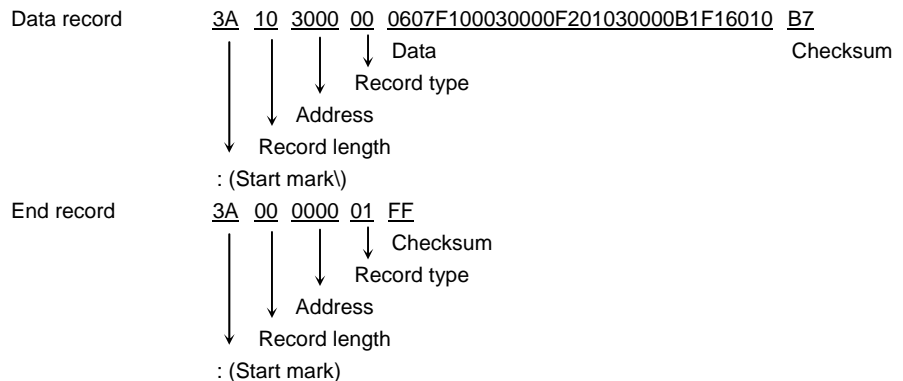 Data record 3A 10 3000 00 0607F100030000F201030000B1F16010 B7
Data Checksum
Record type
Address
Record length
: (Start mark\)
End record 3A 00 0000 01 FF
Checksum
Record type
Address
Record length
: (Start mark)